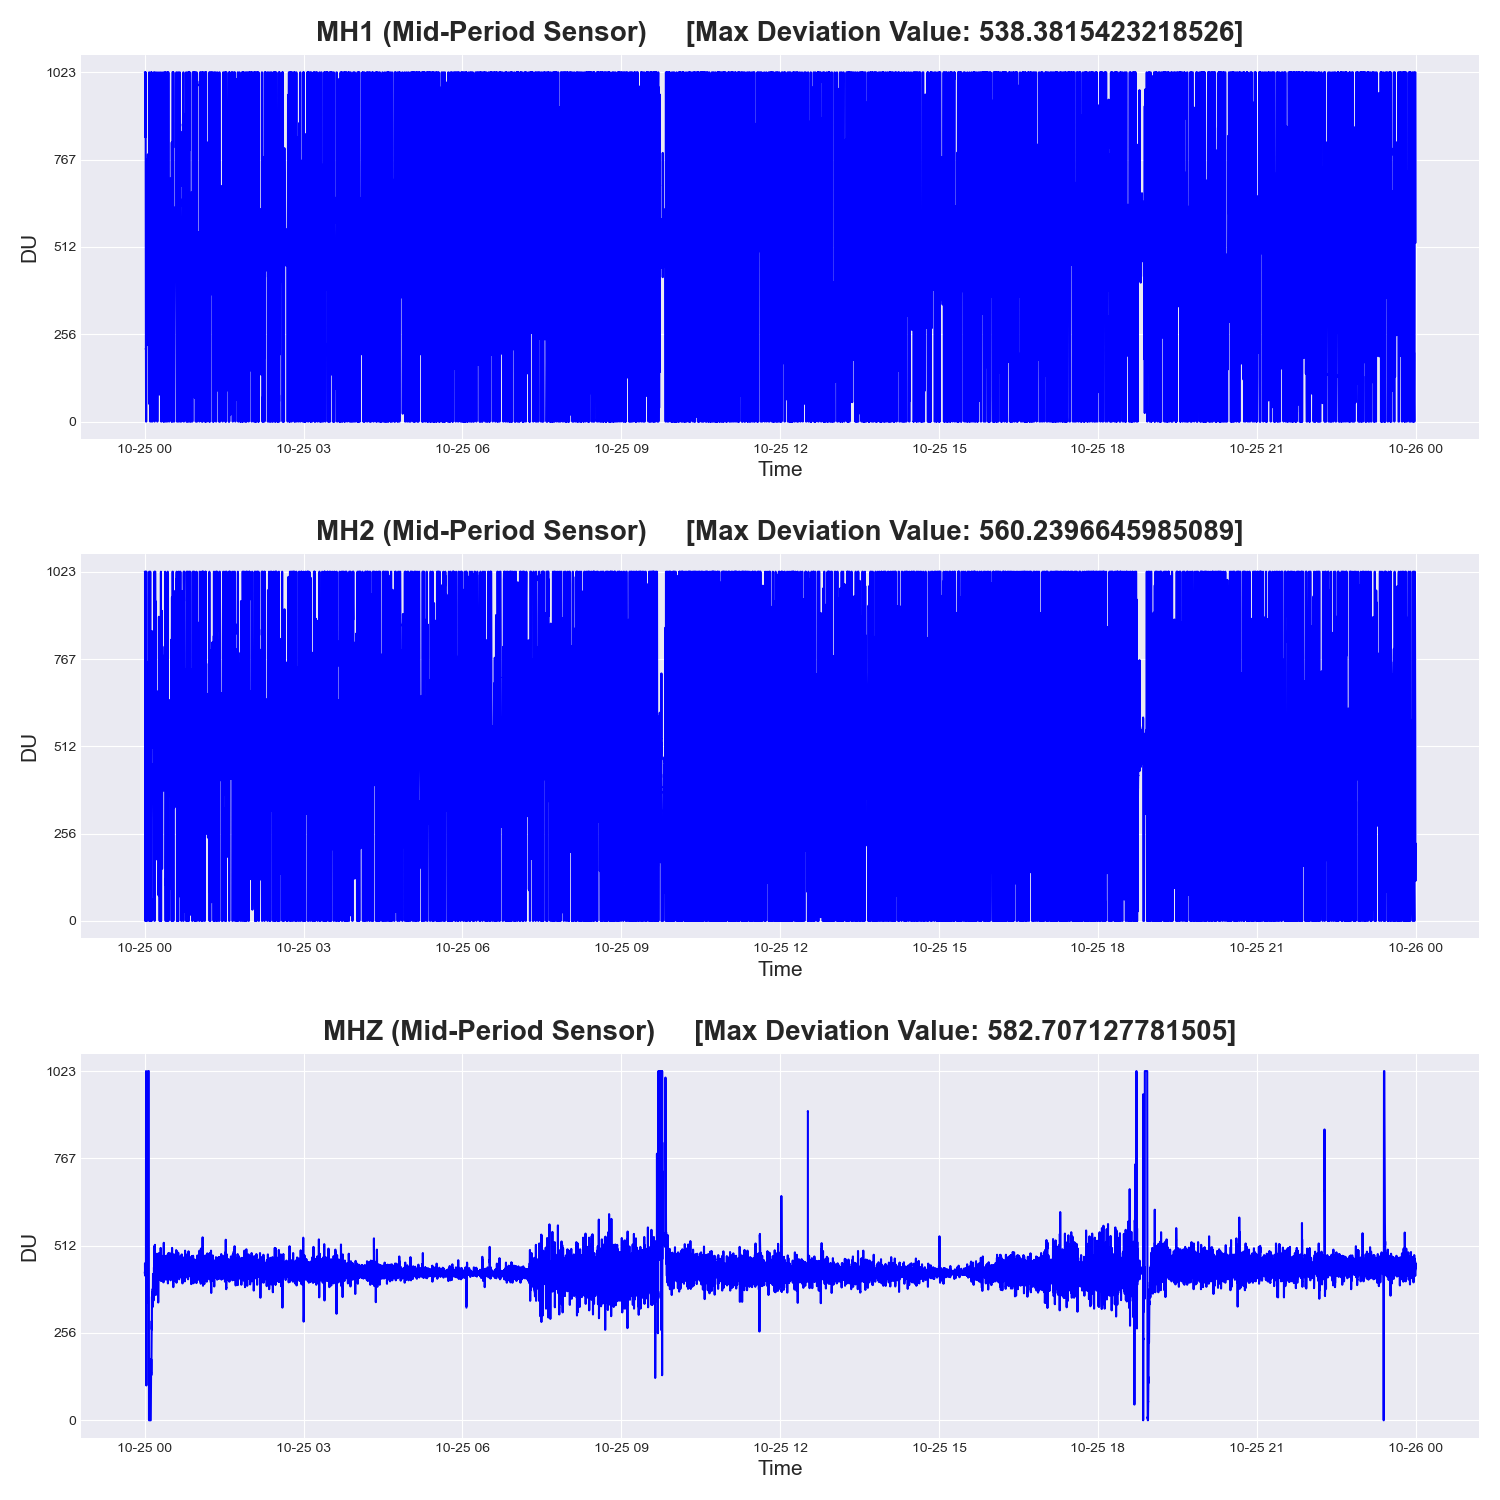 MH1 (Mid-Period Sensor) [Max Deviation Value: 538.3815423218526]
1023
767
512
256
0
DU
10-25 00 10-25 03 10-25 06 10-25 09 10-25 12 10-25 15 10-25 18 10-25 21 10-26 00
Time
MH2 (Mid-Period Sensor) [Max Deviation Value: 560.2396645985089]
1023
767
512
256
0
DU
10-25 00 10-25 03 10-25 06 10-25 09 10-25 12 10-25 15 10-25 18 10-25 21 10-26 00
Time
MHZ (Mid-Period Sensor) [Max Deviation Value: 582.707127781505]
1023
767
512
256
0
DU
10-25 00 10-25 03 10-25 06 10-25 09 10-25 12 10-25 15 10-25 18 10-25 21 10-26 00
Time